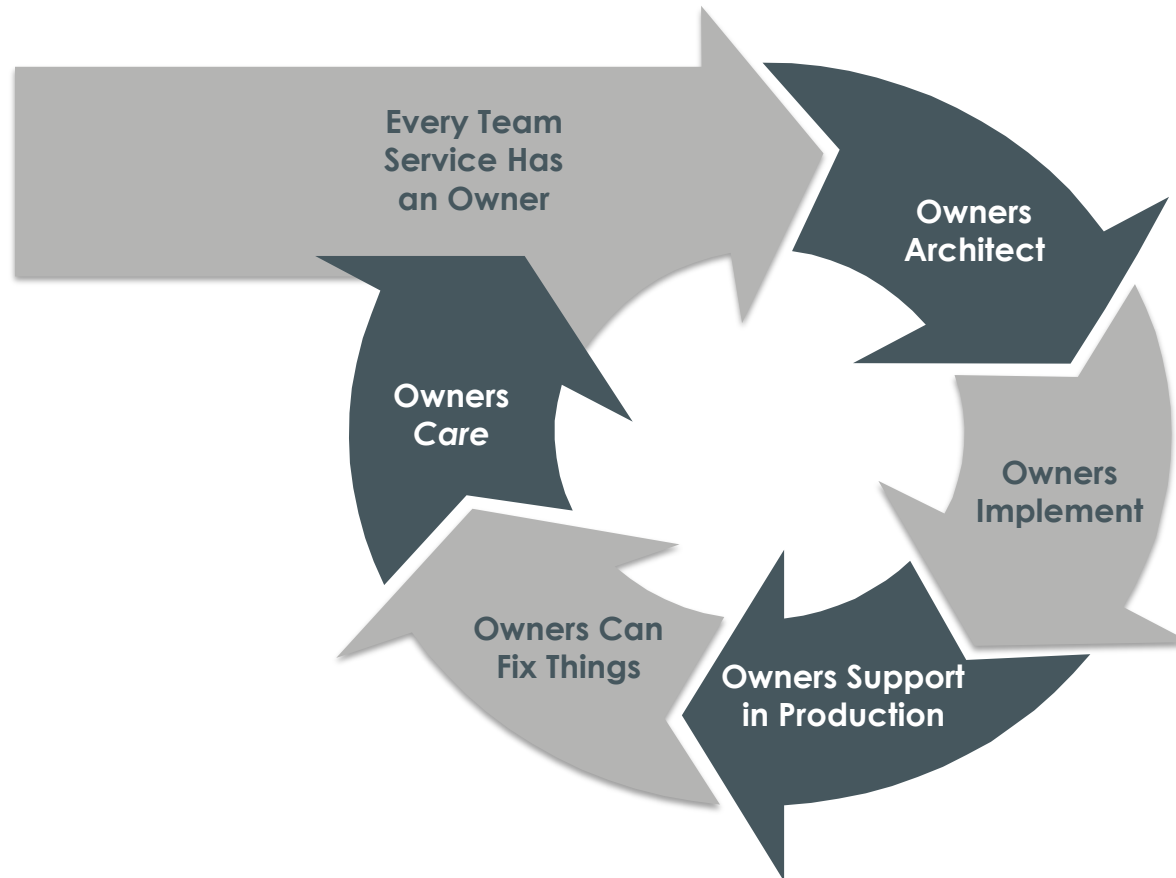 Every Team
Service Has
an Owner
Owners
Architect
Owners
Implement
Owners Support
in Production
Owners Can
Fix Things
Owners
Care